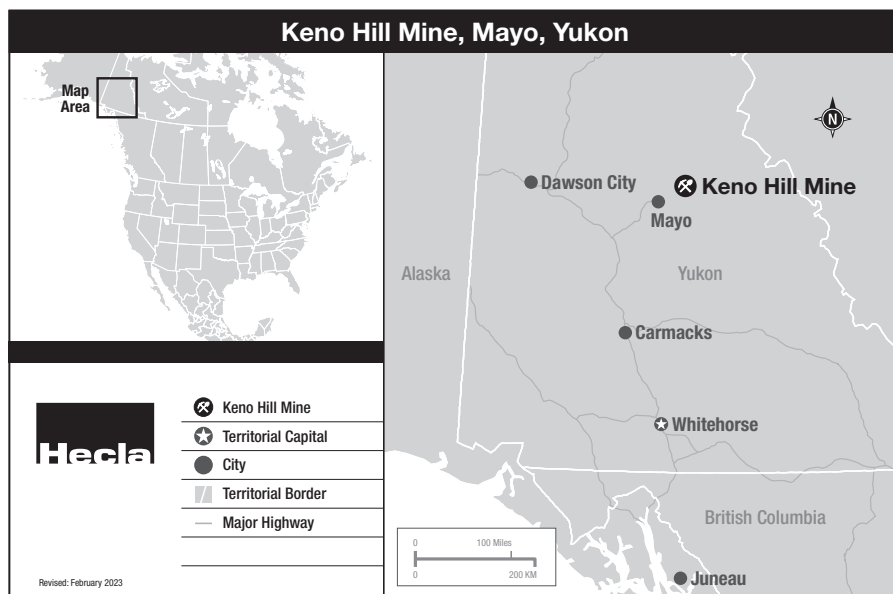 Keno Hill Mine, Mayo, Yukon
Map
Area
N
Dawson City
Keno Hill Mine
Mayo
Alaska
Yukon
Carmacks
Whitehorse
British Columbia
Juneau
0
100 Miles
0
200 KM
Hecla
Keno Hill Mine
Territorial Capital
City
Territorial Border
Major Highway
Revised: February 2023